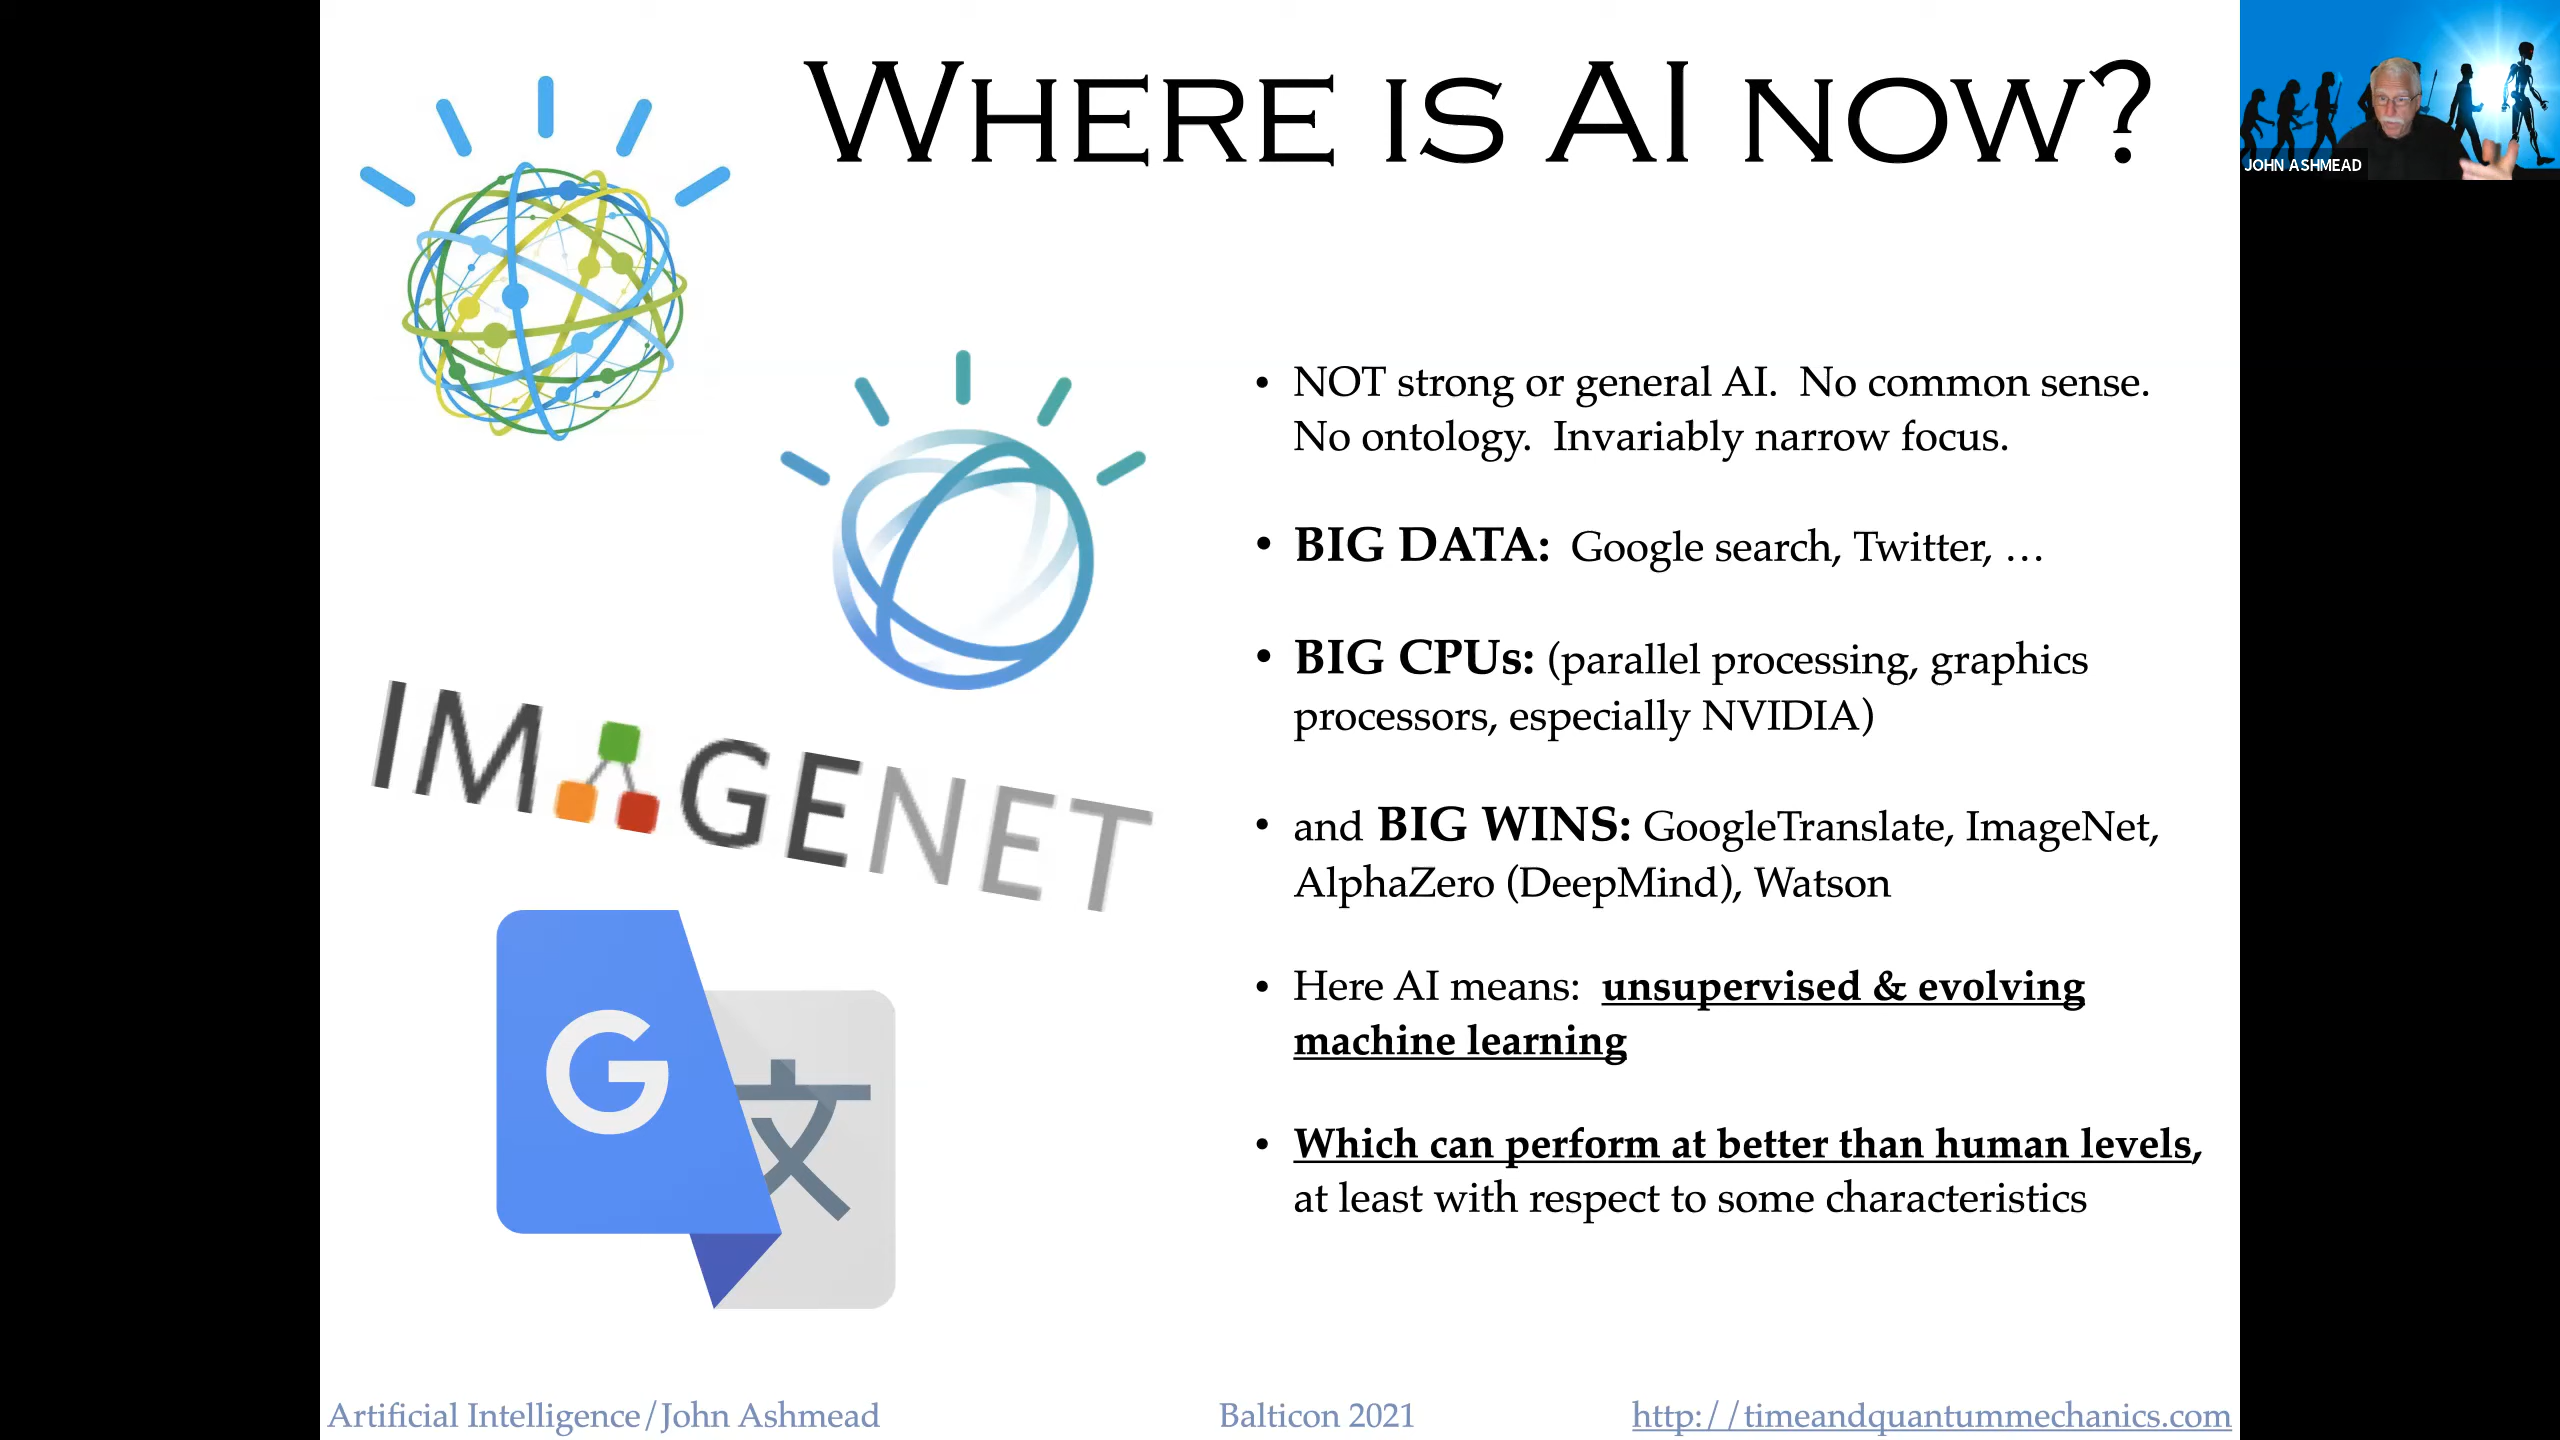 WHERE IS AI NOW?
JOHN ASHMEAD
• NOT strong or general AI. No common sense.
No ontology. Invariably narrow focus.
• BIG DATA: Google search, Twitter, …
• BIG CPUs: (parallel processing, graphics
processors, especially NVIDIA)
• and BIG WINS: GoogleTranslate, ImageNet,
AlphaZero (DeepMind), Watson
• Here AI means: unsupervised & evolving
machine learning
• Which can perform at better than human levels,
at least with respect to some characteristics
IMAGENET
G
文
Artificial Intelligence/John Ashmead
Balticon 2021
http://timeandquantummechanics.com